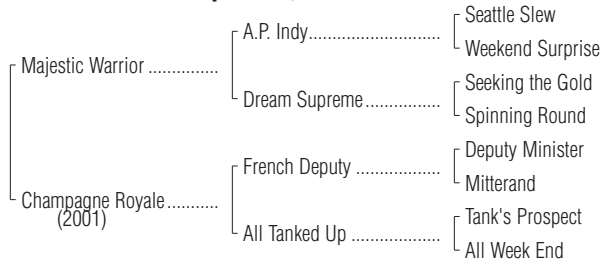 Seattle Slew
A.P. Indy
Weekend Surprise
Majestic Warrior
Seeking the Gold
Dream Supreme
Spinning Round
Deputy Minister
French Deputy
Mitterand
Champagne Royale
(2001)
Tank's Prospect
All Tanked Up
All Week End